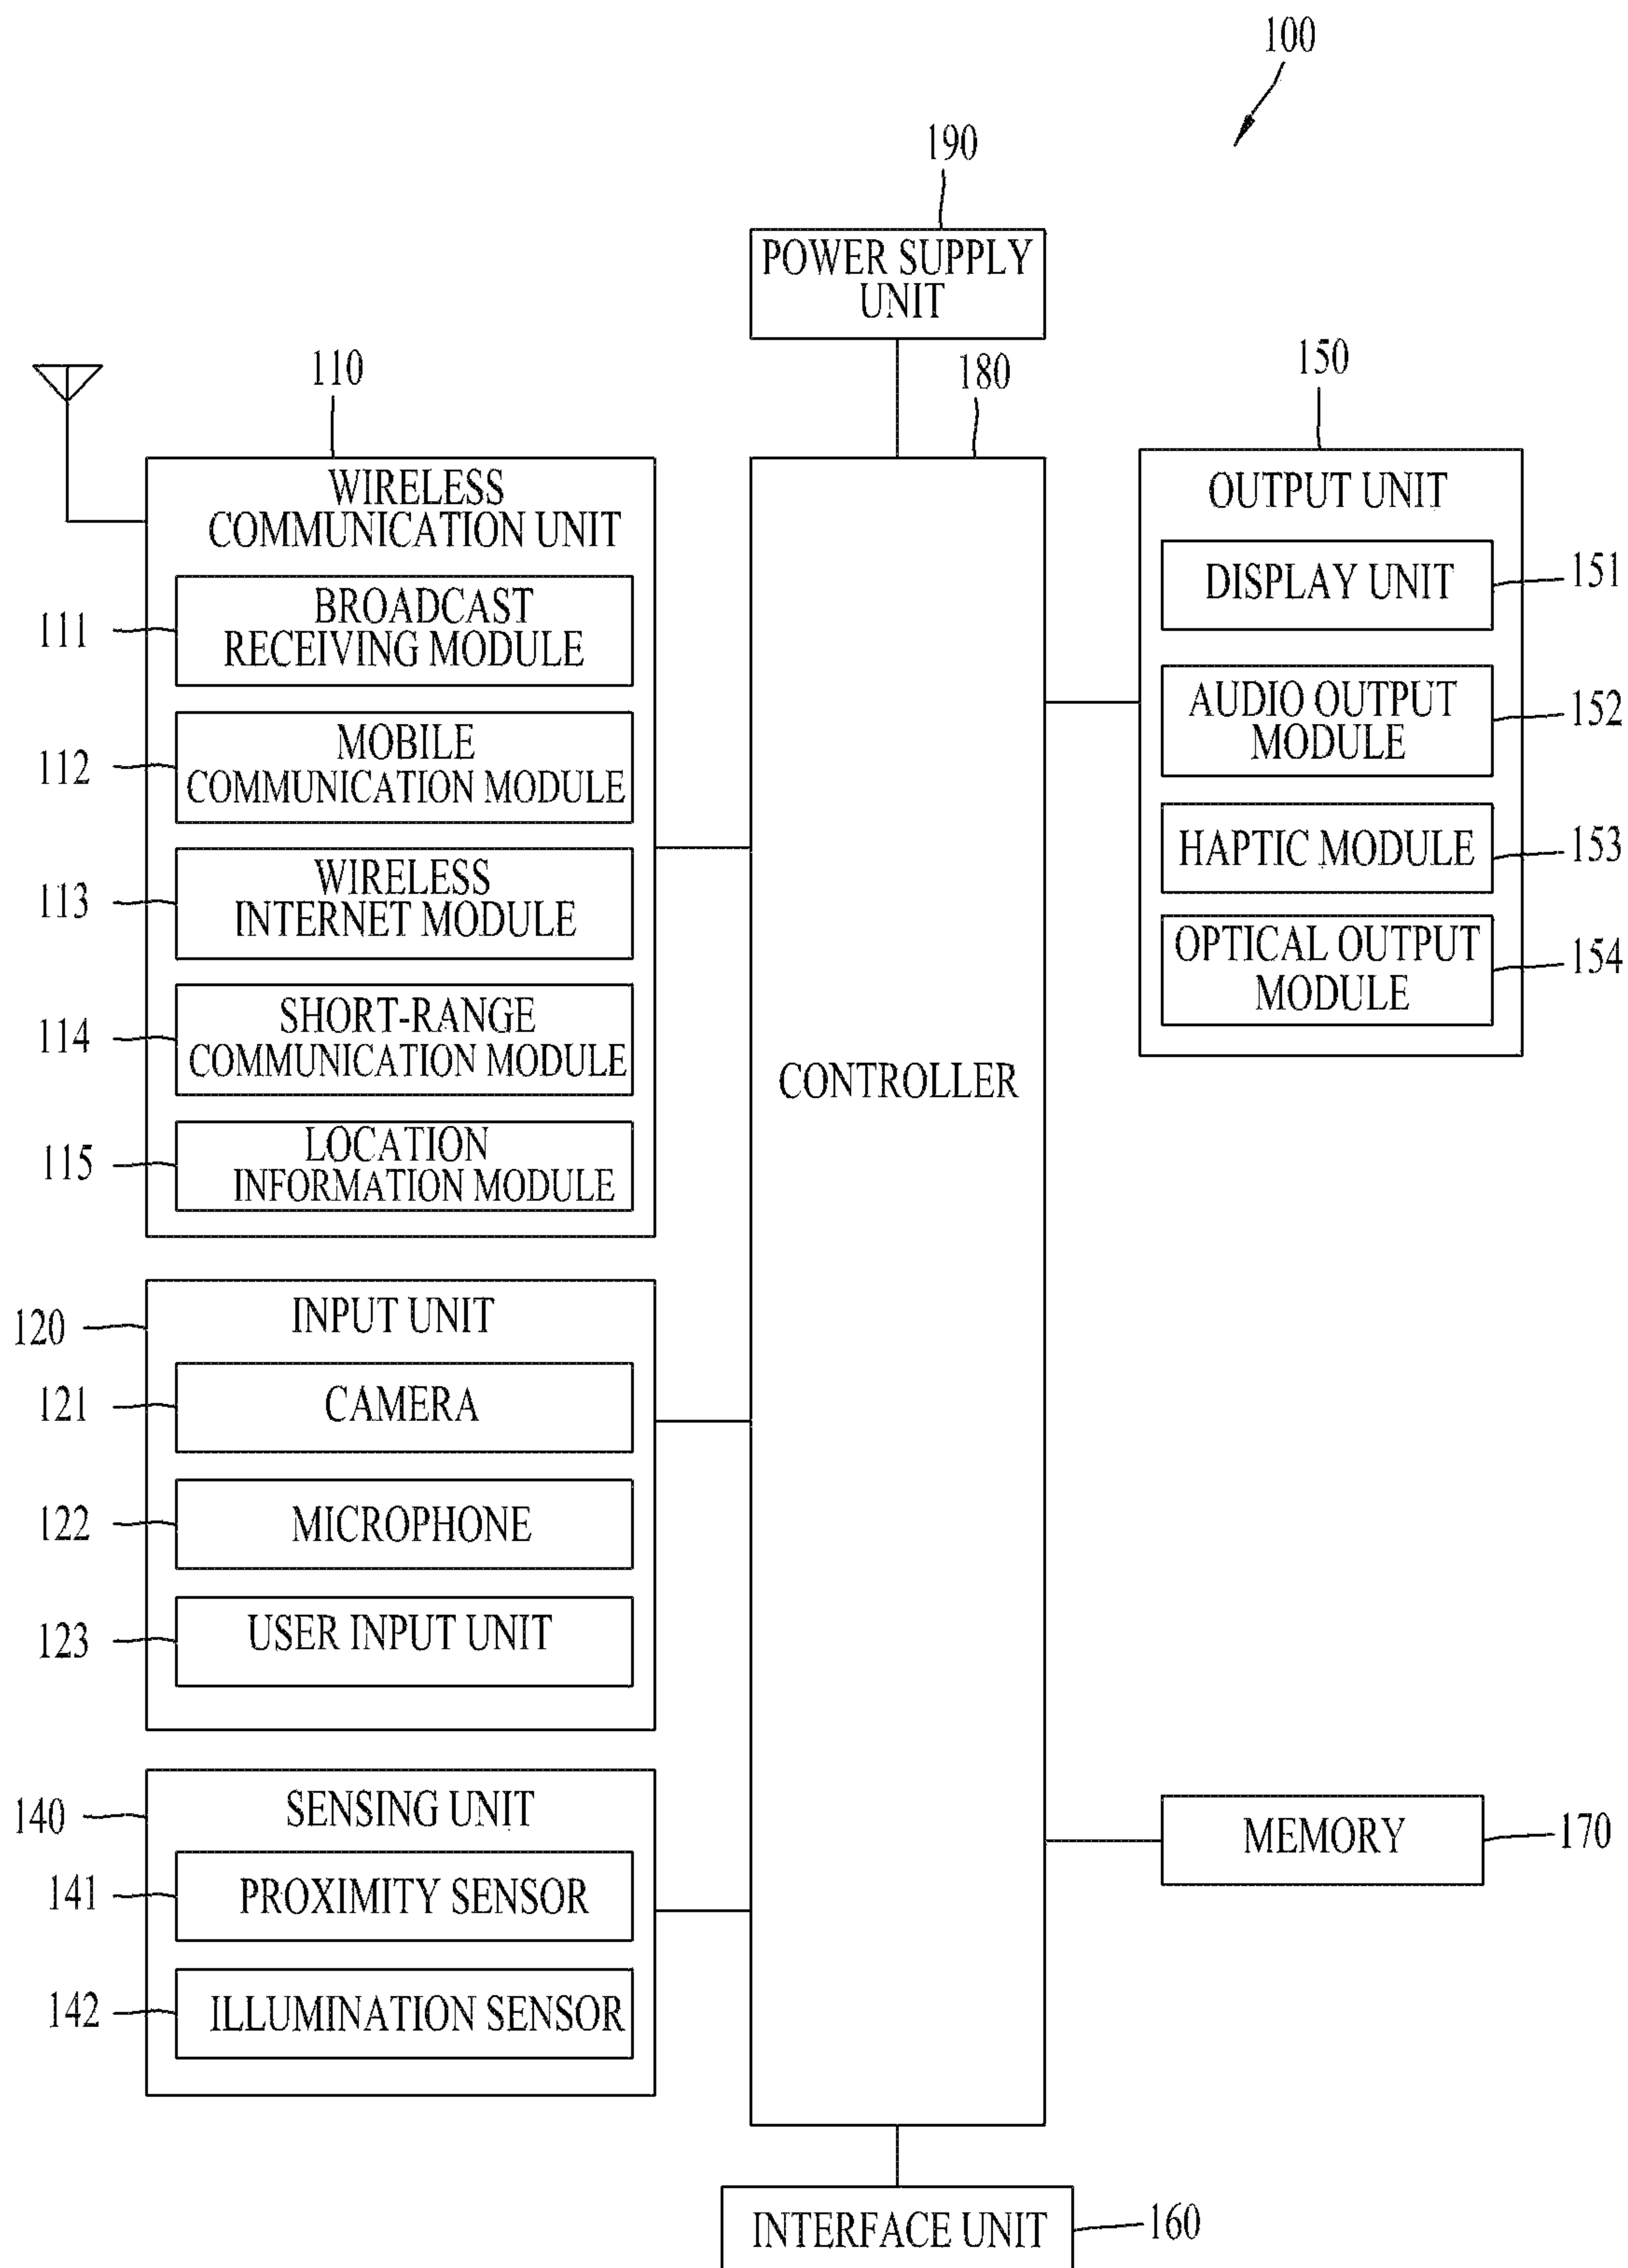 100
190
POWER SUPPLY
UNIT
110
180
150
WIRELESS
COMMUNICATION UNIT
111
BROADCAST
RECEIVING MODULE
112
MOBILE
COMMUNICATION MODULE
113
WIRELESS
INTERNET MODULE
114
SHORT-RANGE
COMMUNICATION MODULE
115
LOCATION
INFORMATION MODULE
120
INPUT UNIT
121
CAMERA
122
MICROPHONE
123
USER INPUT UNIT
140
SENSING UNIT
141
PROXIMITY SENSOR
142
ILLUMINATION SENSOR
CONTROLLER
OUTPUT UNIT
DISPLAY UNIT
151
AUDIO OUTPUT
MODULE
152
HAPTIC MODULE
153
OPTICAL OUTPUT
MODULE
154
MEMORY
170
INTERFACE UNIT
160